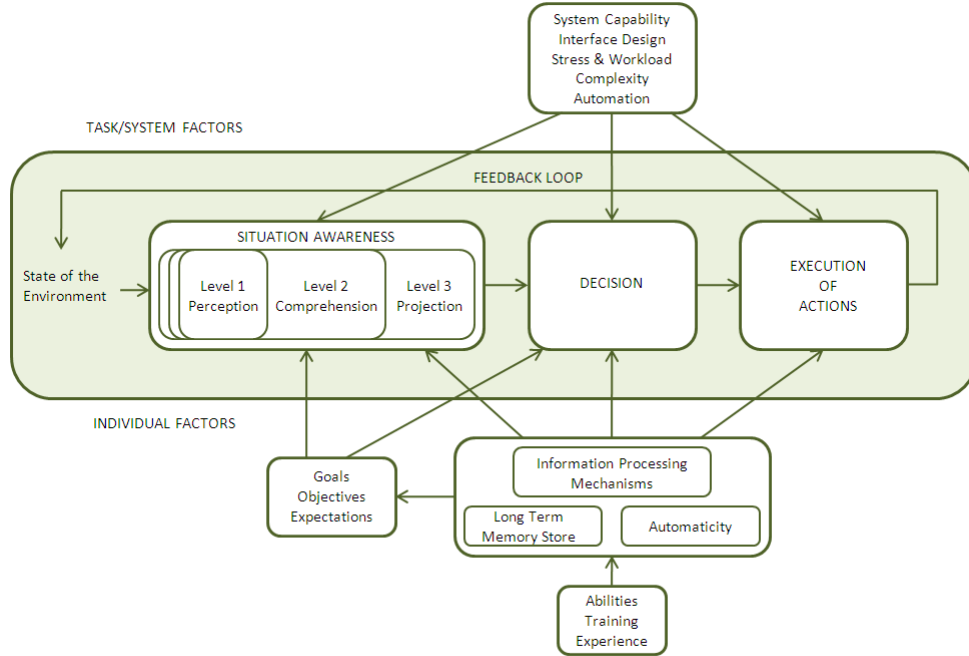 System Capability
Interface Design
Stress & Workload
Complexity
Automation
TASK/SYSTEM FACTORS
FEEDBACK LOOP
SITUATION AWARENESS
State of the
Environment
Level 1
Perception
Level 2
Comprehension
Level 3
Projection
DECISION
EXECUTION
OF
ACTIONS
INDIVIDUAL FACTORS
Goals
Objectives
Expectations
Information Processing
Mechanisms
Long Term
Memory Store
Automaticity
Abilities
Training
Experience